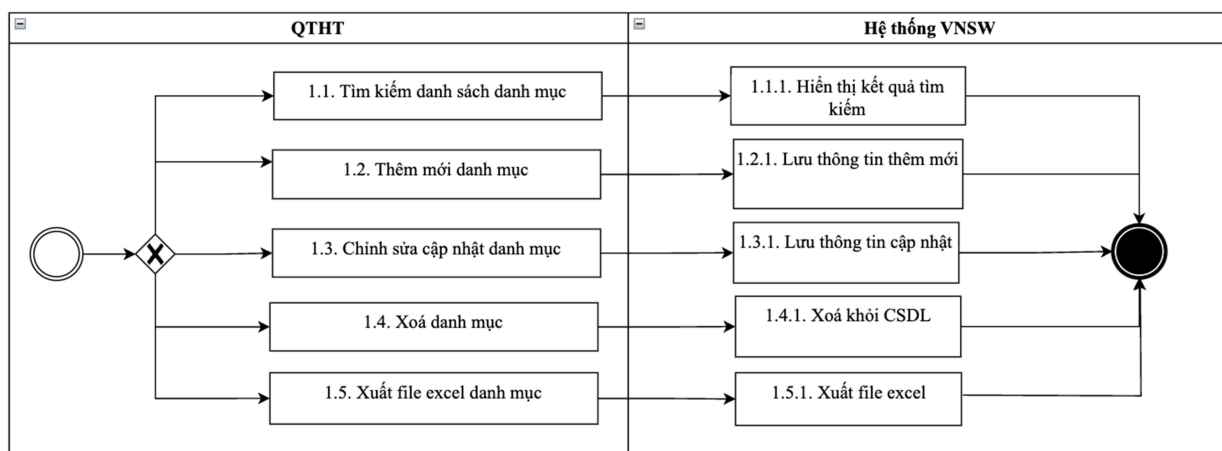 QTHT
Hệ thống VNSW
1.1. Tìm kiếm danh sách danh mục
1.1.1. Hiển thị kết quả tìm
kiếm
1.2. Thêm mới danh mục
1.2.1. Lưu thông tin thêm mới
1.3. Chỉnh sửa cập nhật danh mục
1.3.1. Lưu thông tin cập nhật
1.4. Xoá danh mục
1.4.1. Xoá khỏi CSDL
1.5. Xuất file excel danh mục
1.5.1. Xuất file excel